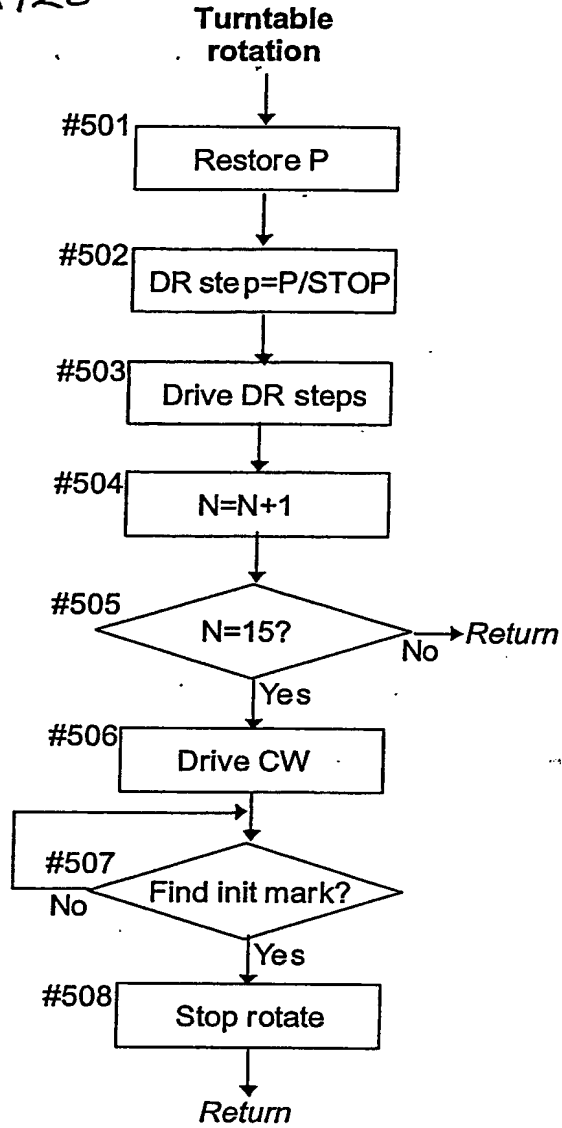 Turntable
rotation
#501
Restore P
#502
DR step=P/STOP
#503
Drive DR steps
#504
N=N+1
#505
N=15?
No
Return
Yes
#506
Drive CW
#507
Find init mark?
No
Yes
#508
Stop rotate
Return